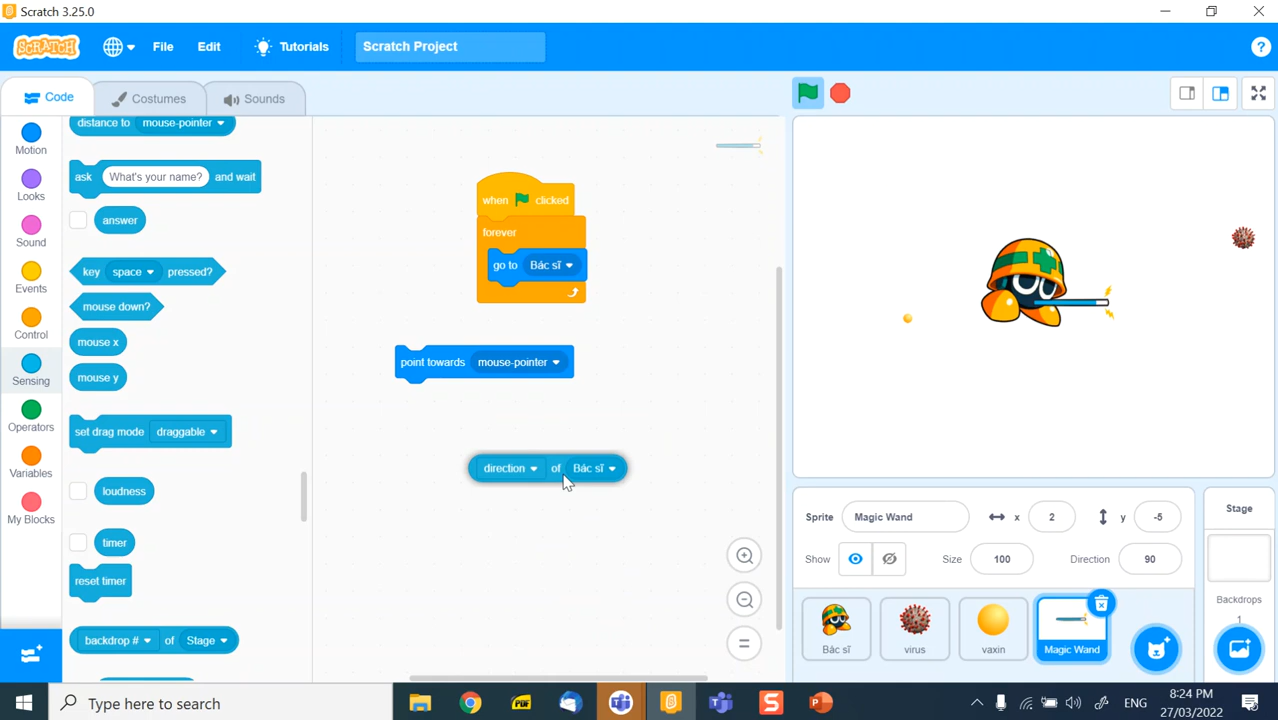 Scratch 3.25.0
SCRATCH
File
Edit
Tutorials
Scratch Project
?
Code
Costumes
Sounds
Motion
Looks
Sound
Events
Control
Sensing
Operators
Variables
My Blocks
distance to mouse-pointer
ask What's your name? and wait
answer
key space pressed?
mouse down?
mouse x
mouse y
set drag mode draggable
loudness
timer
reset timer
backdrop # of Stage
when clicked
forever
go to Bác sĩ
point towards mouse-pointer
direction of Bác sĩ
Sprite Magic Wand x 2 y -5
Show Size 100 Direction 90
Bác sĩ
virus
vaxin
Magic Wand
Stage
Backdrops
1
Type here to search
PDF
ENG
8:24 PM
27/03/2022